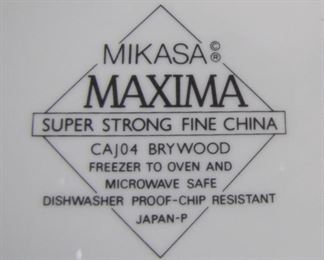 MIKASA©®
MAXIMA
SUPER STRONG FINE CHINA
CAJ04 BRYWOOD
FREEZER TO OVEN AND
MICROWAVE SAFE
DISHWASHER PROOF-CHIP RESISTANT
JAPAN-P